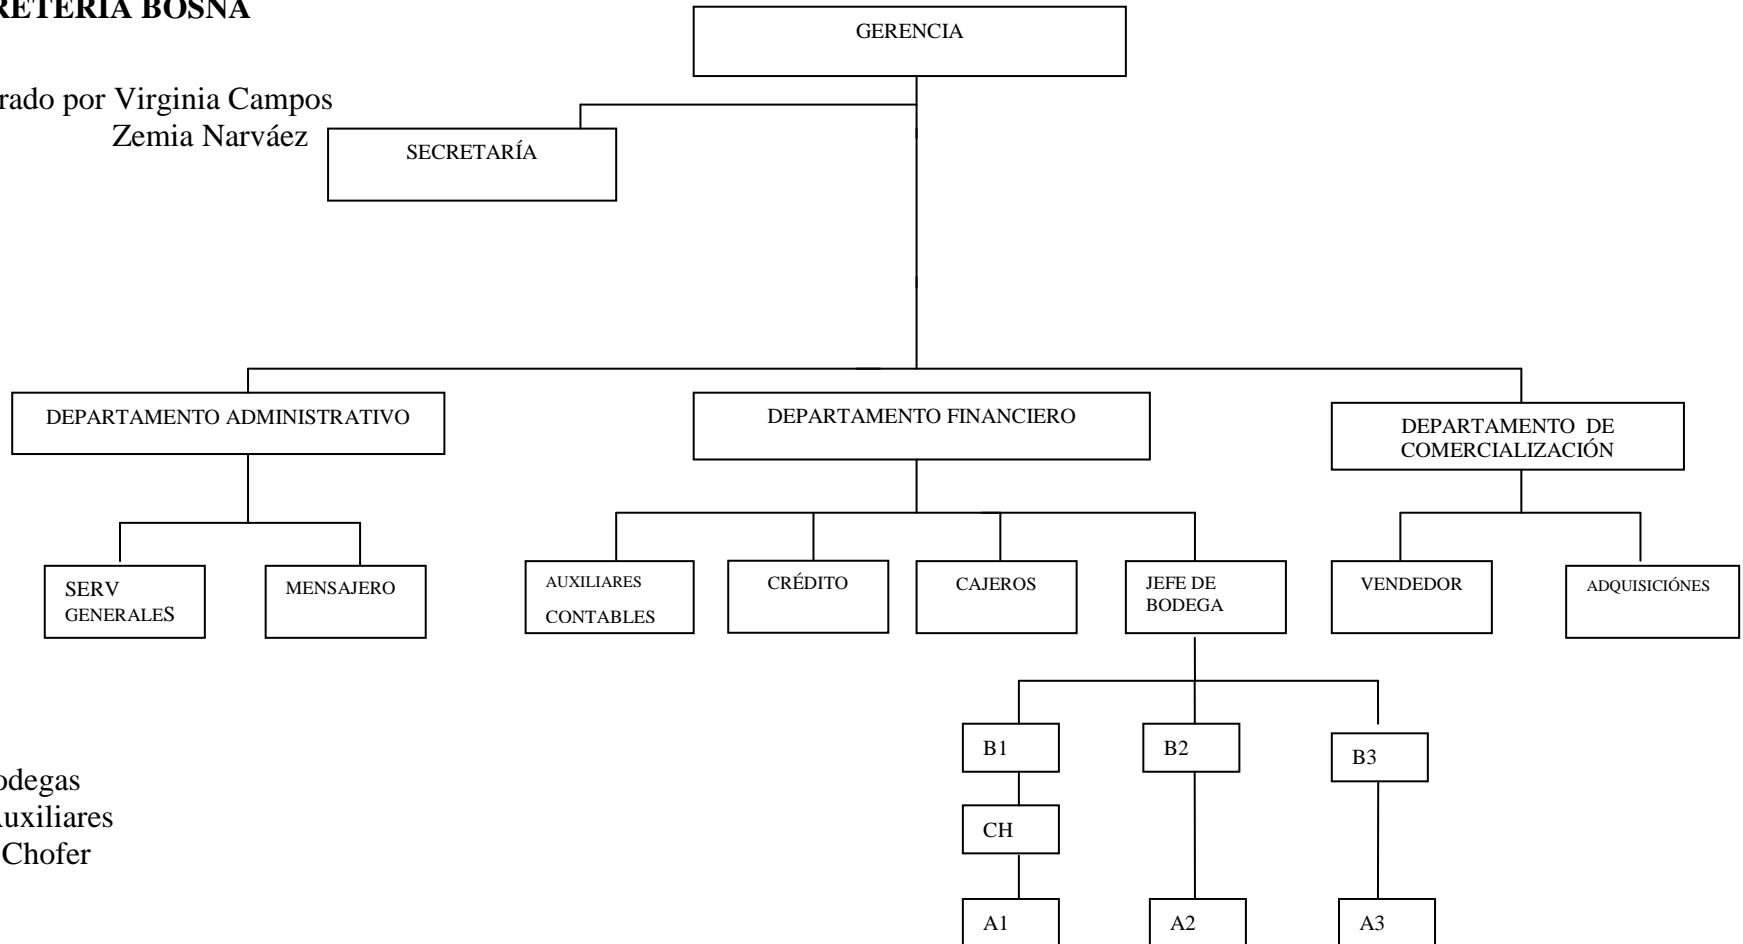 RETERÍA BOSNA
GERENCIA
rado por Virginia Campos
Zemia Narváez
SECRETARÍA
DEPARTAMENTO ADMINISTRATIVO
DEPARTAMENTO FINANCIERO
DEPARTAMENTO DE
COMERCIALIZACIÓN
SERV
GENERALES
MENSAJERO
AUXILIARES
CONTABLES
CRÉDITO
CAJEROS
JEFE DE
BODEGA
VENDEDOR
ADQUISICIÓNES
B1
B2
B3
odegas
uxiliares
Chofer
CH
A1
A2
A3